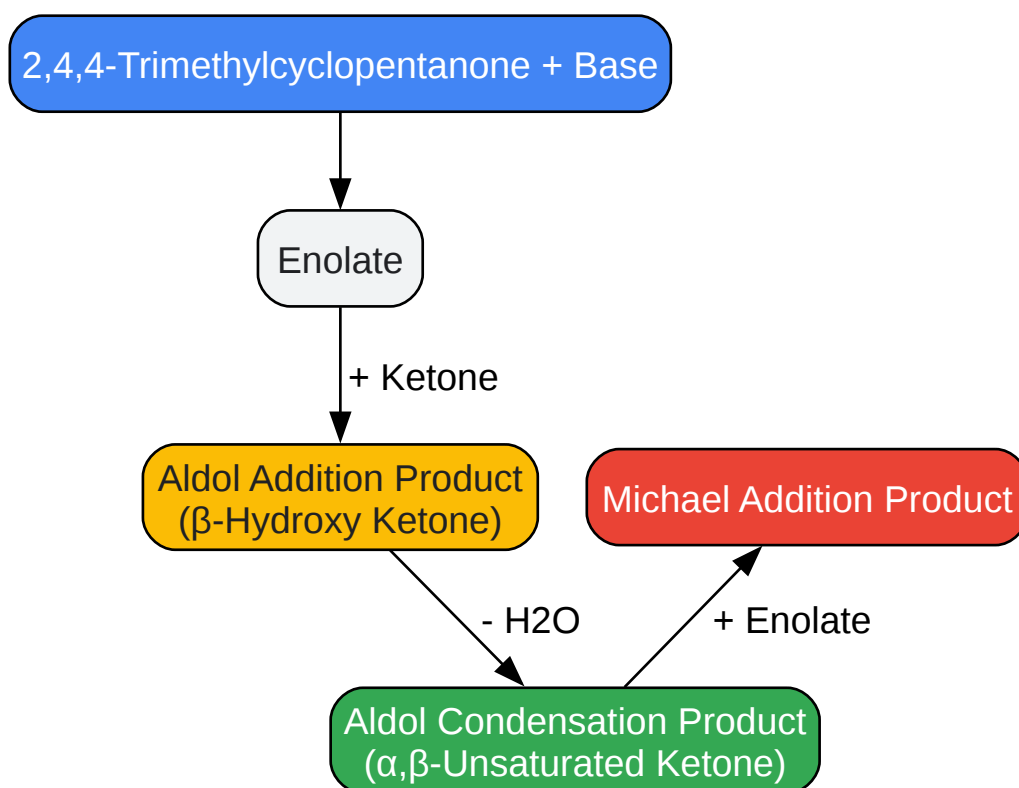 2,4,4-Trimethylcyclopentanone + Base
Enolate
+ Ketone
Aldol Addition Product
(β-Hydroxy Ketone)
Michael Addition Product
- H2O
+ Enolate
Aldol Condensation Product
(α,β-Unsaturated Ketone)